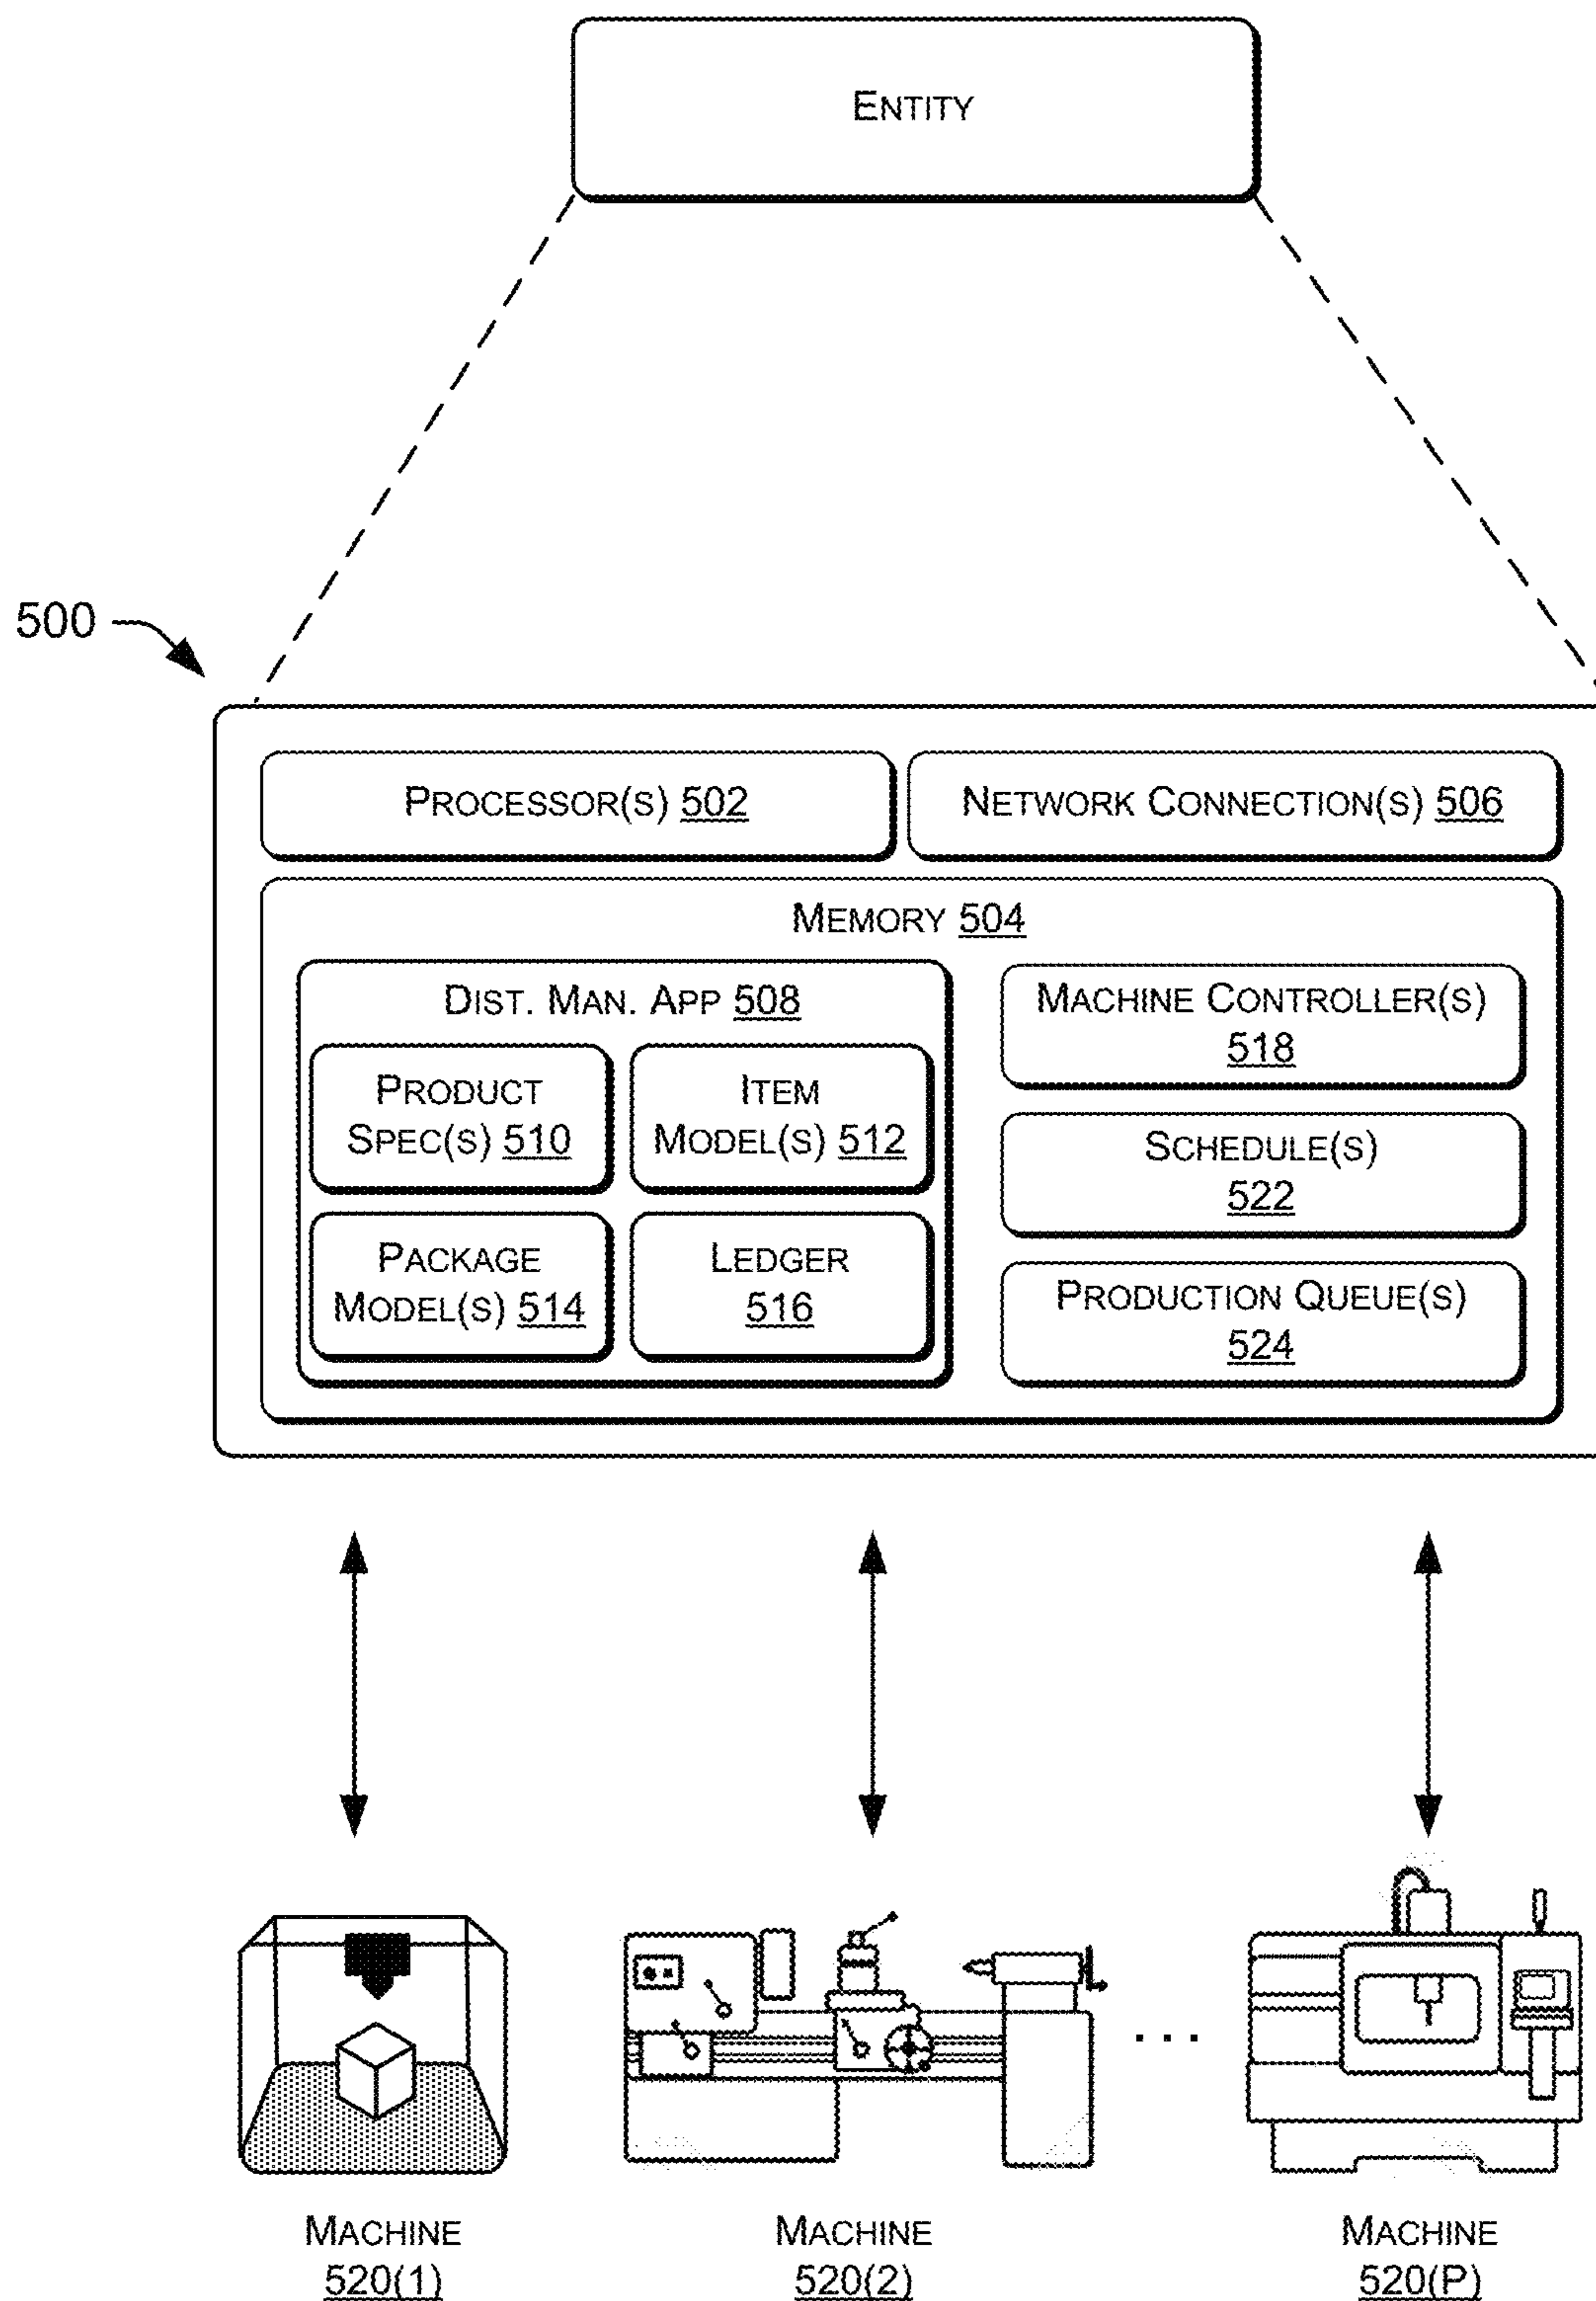 ENTITY
500
PROCESSOR(S) 502
NETWORK CONNECTION(S) 506
MEMORY 504
DIST. MAN. APP 508
PRODUCT
SPEC(S) 510
ITEM
MODEL(S) 512
PACKAGE
MODEL(S) 514
LEDGER
516
MACHINE CONTROLLER(S)
518
SCHEDULE(S)
522
PRODUCTION QUEUE(S)
524
. . .
MACHINE
520(1)
MACHINE
520(2)
MACHINE
520(P)